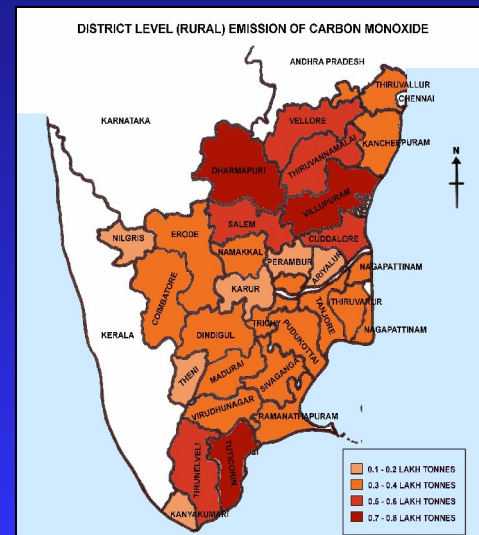 DISTRICT LEVEL (RURAL) EMISSION OF CARBON MONOXIDE
ANDHRA PRADESH
THIRUVALLUR
CHENNAI
KARNATAKA
VELLORE
KANCHEEPURAM
N
THIRUVANNAMALAI
DHARMAPURI
VILLUPURAM
SALEM
CUDDALORE
NILGRIS
ERODE
NAMAKKAL
PERAMBUR
ARIYALUR
NAGAPATTINAM
KARUR
COIMBATORE
TRICHY
TANJORE
THIRUVARUR
PUDUKOTTAI
NAGAPATTINAM
KERALA
DINDIGUL
THENI
MADURAI
SIVAGANGA
VIRUDHUNAGAR
RAMANATHAPURAM
TIRUNELVELI
TUTICORIN
KANYAKUMARI
0.1 - 0.2 LAKH TONNES
0.3 - 0.4 LAKH TONNES
0.5 - 0.6 LAKH TONNES
0.7 - 0.8 LAKH TONNES